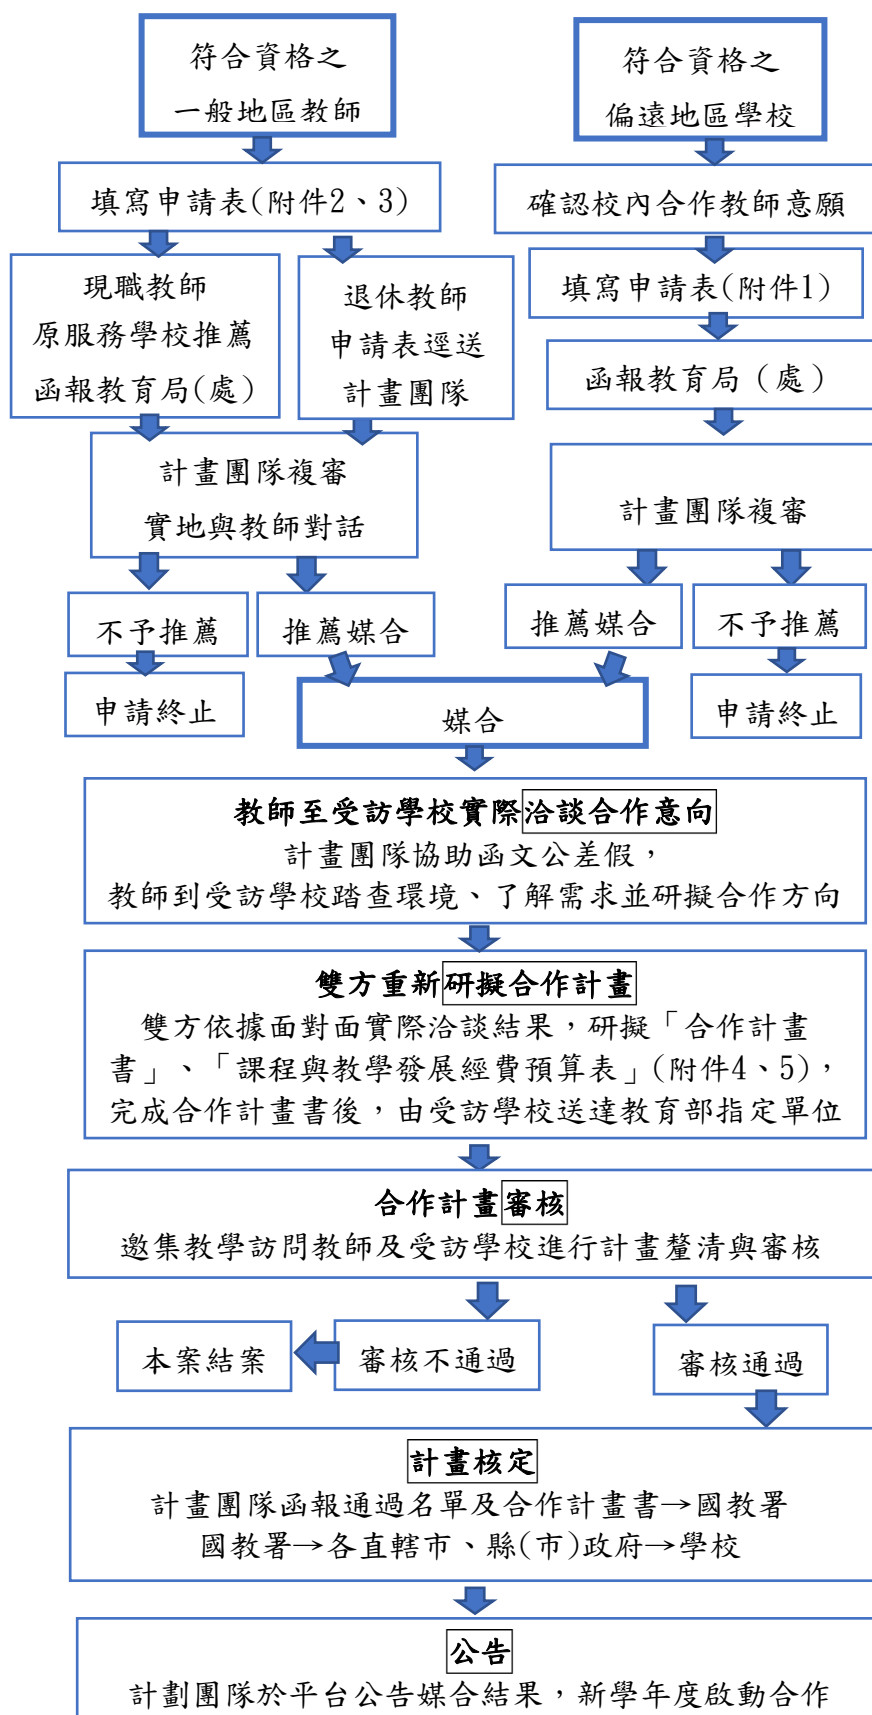 符合資格之
一般地區教師
填寫申請表(附件2、3)
現職教師
原服務學校推薦
函報教育局(處)
退休教師
申請表逕送
計畫團隊
計畫團隊複審
實地與教師對話
不予推薦
推薦媒合
申請終止
符合資格之
偏遠地區學校
確認校內合作教師意願
填寫申請表(附件1)
函報教育局（處）
計畫團隊複審
推薦媒合
不予推薦
申請終止
媒合
教師至受訪學校實際洽談合作意向
計畫團隊協助函文公差假，
教師到受訪學校踏查環境、了解需求並研擬合作方向
雙方重新研擬合作計畫
雙方依據面對面實際洽談結果，研擬「合作計畫
書」、「課程與教學發展經費預算表」(附件4、5)，
完成合作計畫書後，由受訪學校送達教育部指定單位
合作計畫審核
邀集教學訪問教師及受訪學校進行計畫釐清與審核
本案結案
審核不通過
審核通過
計畫核定
計畫團隊函報通過名單及合作計畫書→國教署
國教署→各直轄市、縣(市)政府→學校
公告
計劃團隊於平台公告媒合結果，新學年度啟動合作